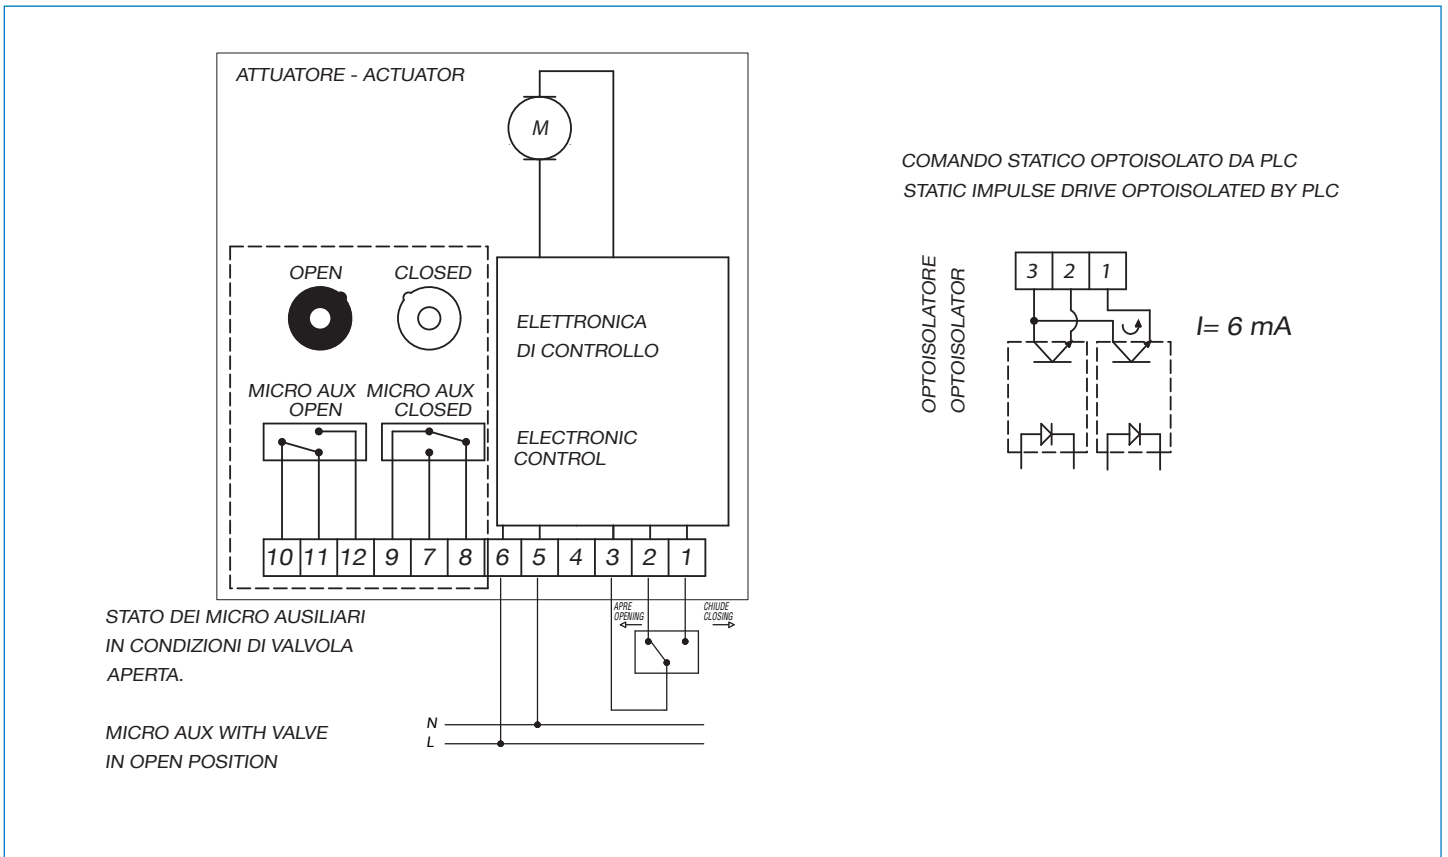 ATTUATORE - ACTUATOR
M
OPEN
CLOSED
MICRO AUX
OPEN
MICRO AUX
CLOSED
ELETTRONICA
DI CONTROLLO
ELECTRONIC
CONTROL
10 11 12 9 7 8 6 5 4 3 2 1
APRE
OPENING
CHIUDE
CLOSING
STATO DEI MICRO AUSILIARI
IN CONDIZIONI DI VALVOLA
APERTA.
MICRO AUX WITH VALVE
IN OPEN POSITION
N
L
COMANDO STATICO OPTOISOLATO DA PLC
STATIC IMPULSE DRIVE OPTOISOLATED BY PLC
OPTOISOLATORE
OPTOISOLATOR
3 2 1
I= 6 mA